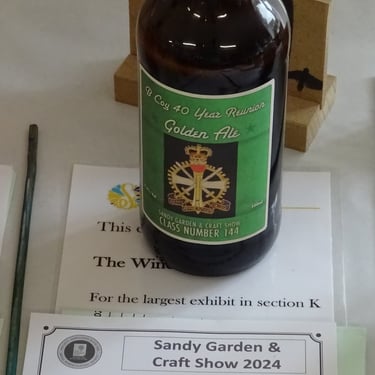 B Coy 40 Year Reunion
Golden Ale
SANDY GARDEN & CRAFT SHOW
CLASS NUMBER 144
This
The
For the largest exhibit in section K
Sandy Garden &
Craft Show 2024